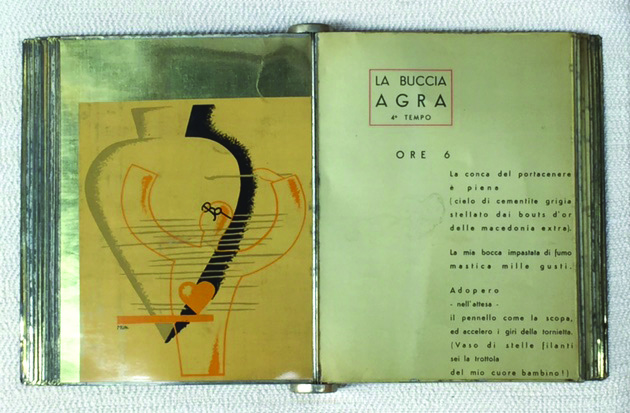 LA BUCCIA
AGRA
4° TEMPO
ORE 6
La conca del portacenere
è piena
(cielo di cementite grigia
stellato dai bouts d'or
delle macedonia extra).
La mia bocca impastata di fumo
mastica mille gusti.
Adopero
- nell'attesa -
il pennello come la scopa,
ed accelero i giri della tornietta.
(Vaso di stelle filanti
sei la trottola
del mio cuore bambino!)